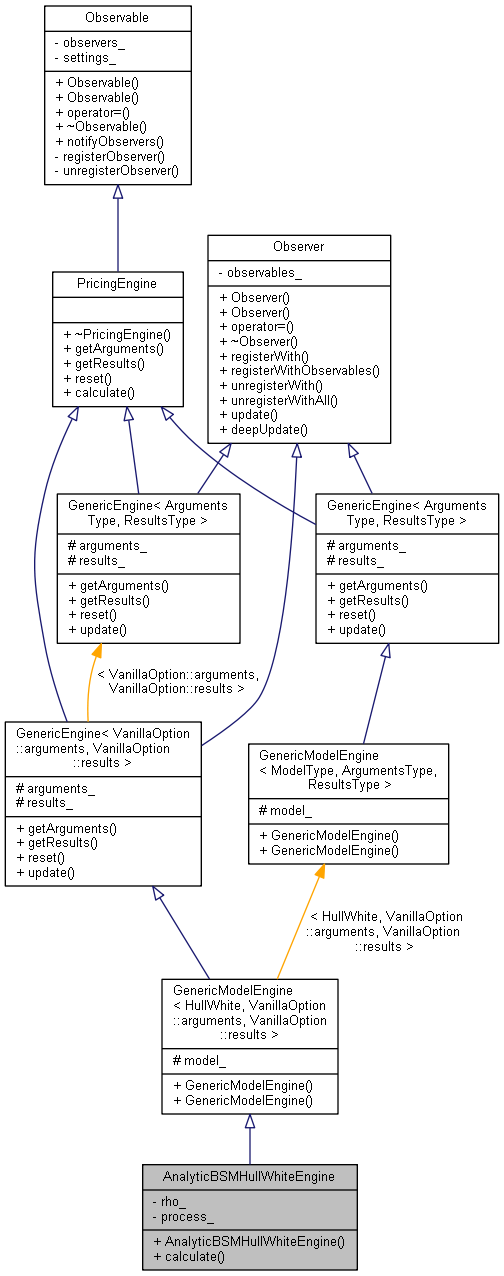 Observable
- observers_
- settings_
+ Observable()
+ Observable()
+ operator=()
+ ~Observable()
+ notifyObservers()
- registerObserver()
- unregisterObserver()
Observer
- observables_
+ Observer()
+ Observer()
+ operator=()
+ ~Observer()
+ registerWith()
+ registerWithObservables()
+ unregisterWith()
+ unregisterWithAll()
+ update()
+ deepUpdate()
PricingEngine
+ ~PricingEngine()
+ getArguments()
+ getResults()
+ reset()
+ calculate()
GenericEngine< Arguments
Type, ResultsType >
# arguments_
# results_
+ getArguments()
+ getResults()
+ reset()
+ update()
GenericEngine< Arguments
Type, ResultsType >
# arguments_
# results_
+ getArguments()
+ getResults()
+ reset()
+ update()
< VanillaOption::arguments,
VanillaOption::results >
GenericEngine< VanillaOption
::arguments, VanillaOption
::results >
# arguments_
# results_
+ getArguments()
+ getResults()
+ reset()
+ update()
GenericModelEngine
< ModelType, ArgumentsType,
ResultsType >
# model_
+ GenericModelEngine()
+ GenericModelEngine()
< HullWhite, VanillaOption
::arguments, VanillaOption
::results >
GenericModelEngine
< HullWhite, VanillaOption
::arguments, VanillaOption
::results >
# model_
+ GenericModelEngine()
+ GenericModelEngine()
AnalyticBSMHullWhiteEngine
- rho_
- process_
+ AnalyticBSMHullWhiteEngine()
+ calculate()